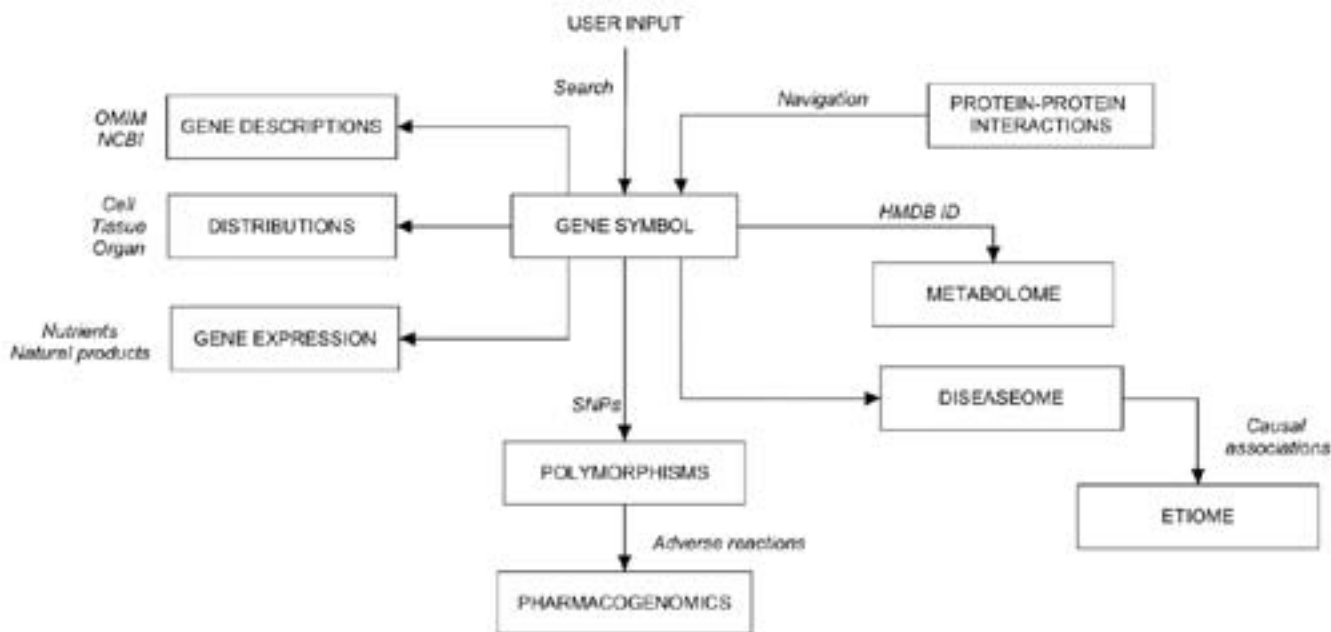 USER INPUT
Search
Navigation
PROTEIN-PROTEIN
INTERACTIONS
OMIM
NCBI
GENE DESCRIPTIONS
Cell
Tissue
Organ
DISTRIBUTIONS
GENE SYMBOL
HMDB ID
METABOLOME
Nutrients
Natural products
GENE EXPRESSION
SNPs
DISEASEOME
Causal
associations
POLYMORPHISMS
ETIOME
Adverse reactions
PHARMACOGENOMICS